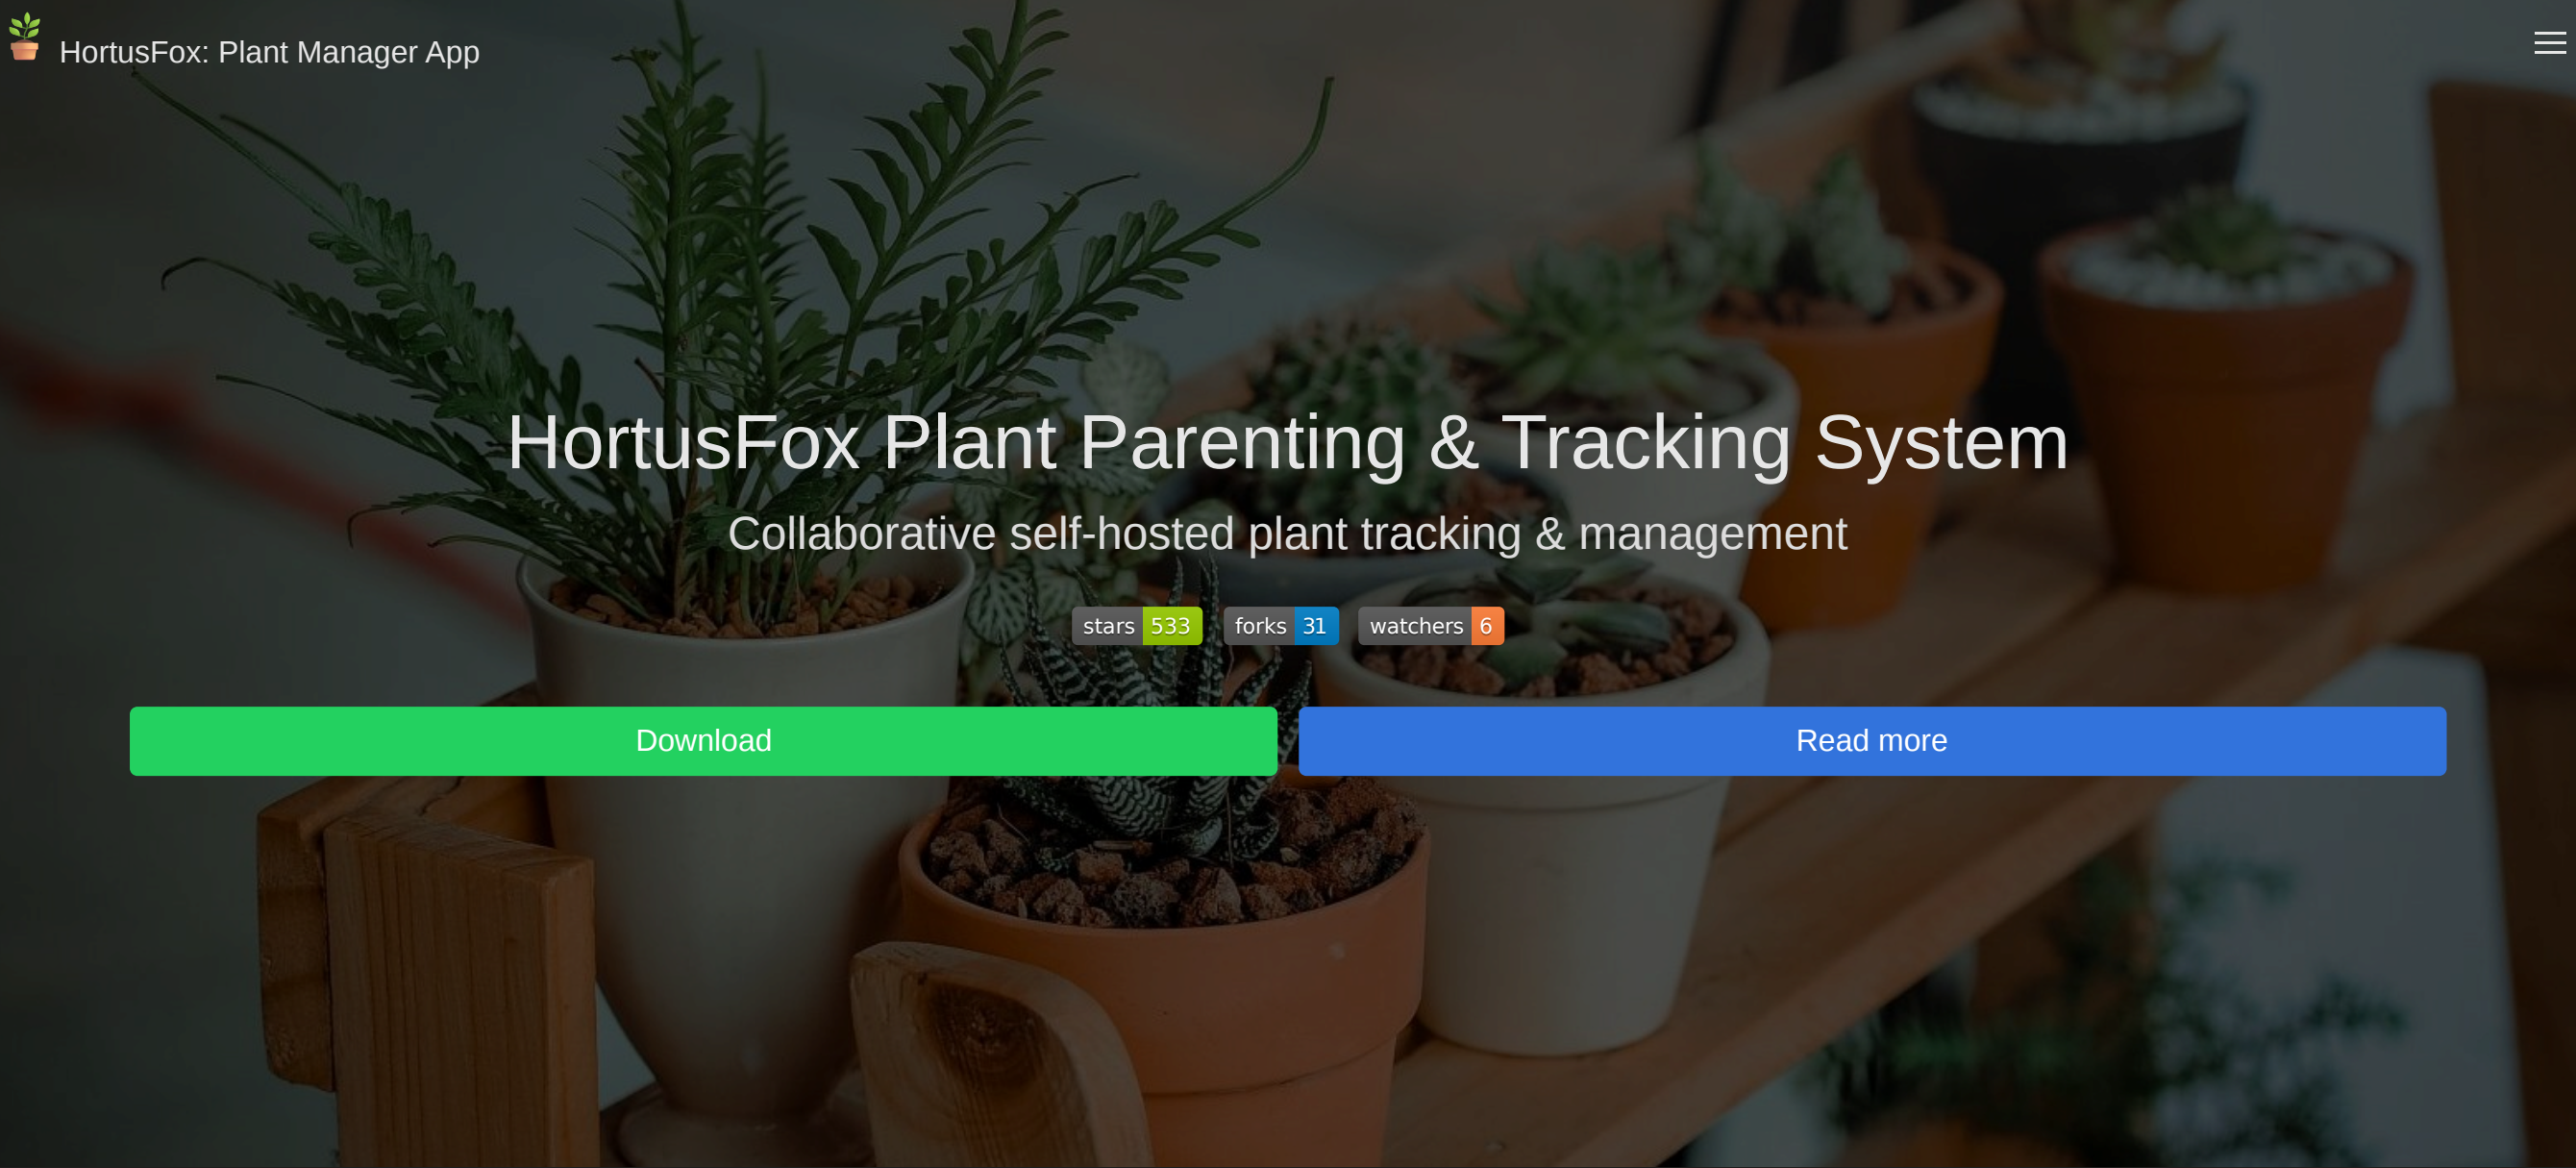 HortusFox: Plant Manager App
HortusFox Plant Parenting & Tracking System
Collaborative self-hosted plant tracking & management
stars 533 forks 31 watchers 6
Download Read more